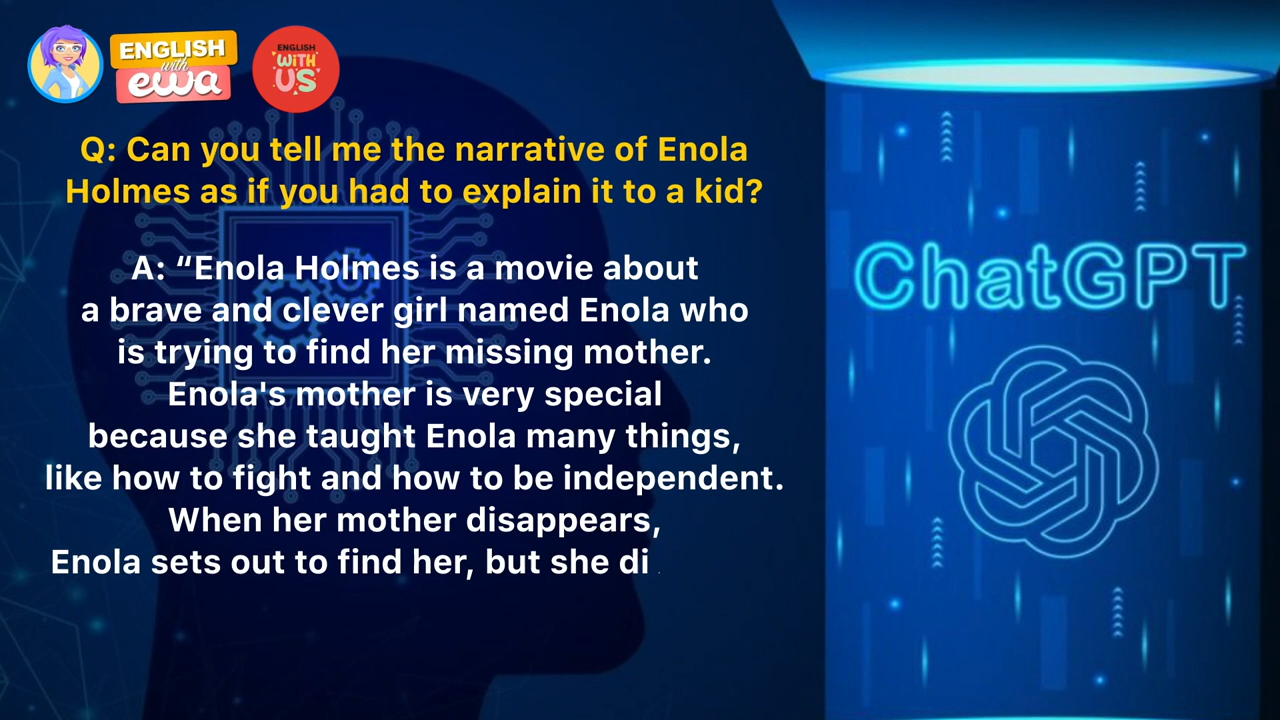 ENGLISH
with
ewa
ENGLISH
WiTH
US
Q: Can you tell me the narrative of Enola
Holmes as if you had to explain it to a kid?
A: “Enola Holmes is a movie about
a brave and clever girl named Enola who
is trying to find her missing mother.
Enola's mother is very special
because she taught Enola many things,
like how to fight and how to be independent.
When her mother disappears,
Enola sets out to find her, but she di
ChatGPT